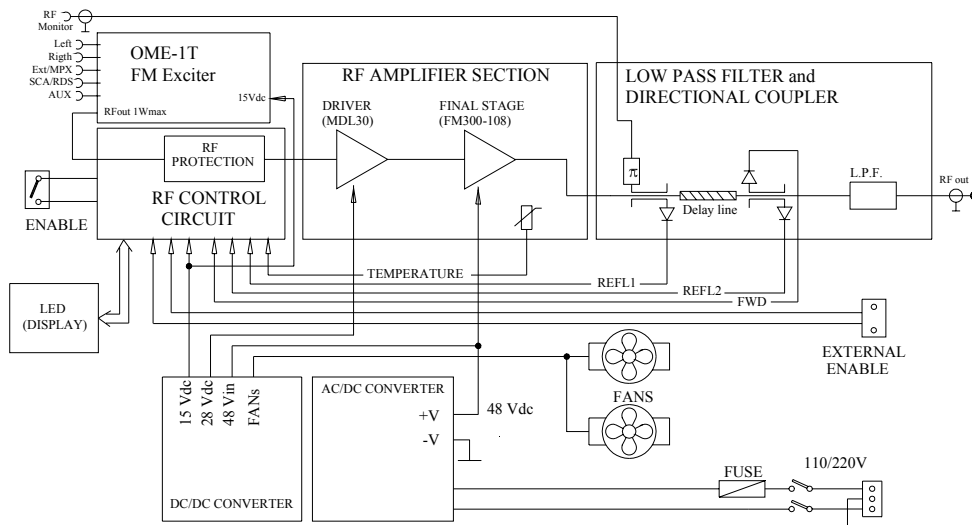 RF
Monitor
Left
Rigth
Ext/MPX
SCA/RDS
AUX
OME-1T
FM Exciter
15Vdc
RFout 1Wmax
RF AMPLIFIER SECTION
DRIVER
(MDL30)
FINAL STAGE
(FM300-108)
LOW PASS FILTER and
DIRECTIONAL COUPLER
π
Delay line
L.P.F.
RF out
RF
PROTECTION
RF CONTROL
CIRCUIT
ENABLE
TEMPERATURE
REFL1
REFL2
FWD
LED
(DISPLAY)
EXTERNAL
ENABLE
15 Vdc
28 Vdc
48 Vin
FANs
DC/DC CONVERTER
AC/DC CONVERTER
+V
-V
48 Vdc
FANS
FUSE
110/220V